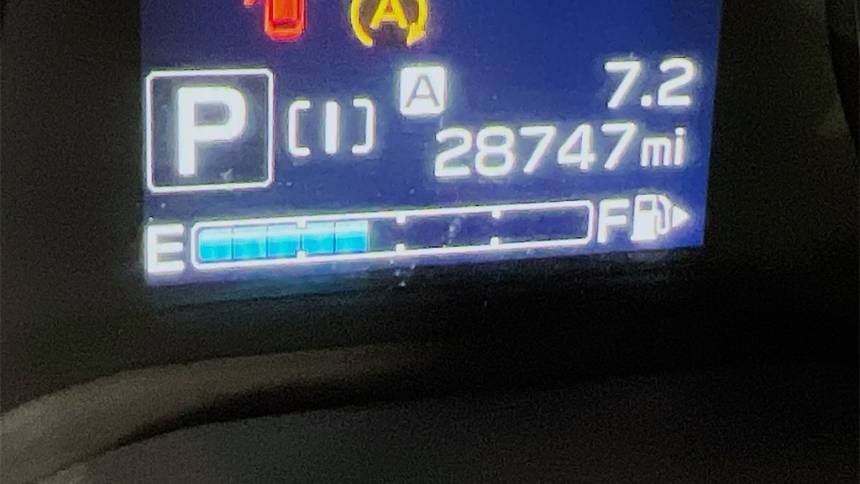 A
P [I] A 7.2
28747mi
E F